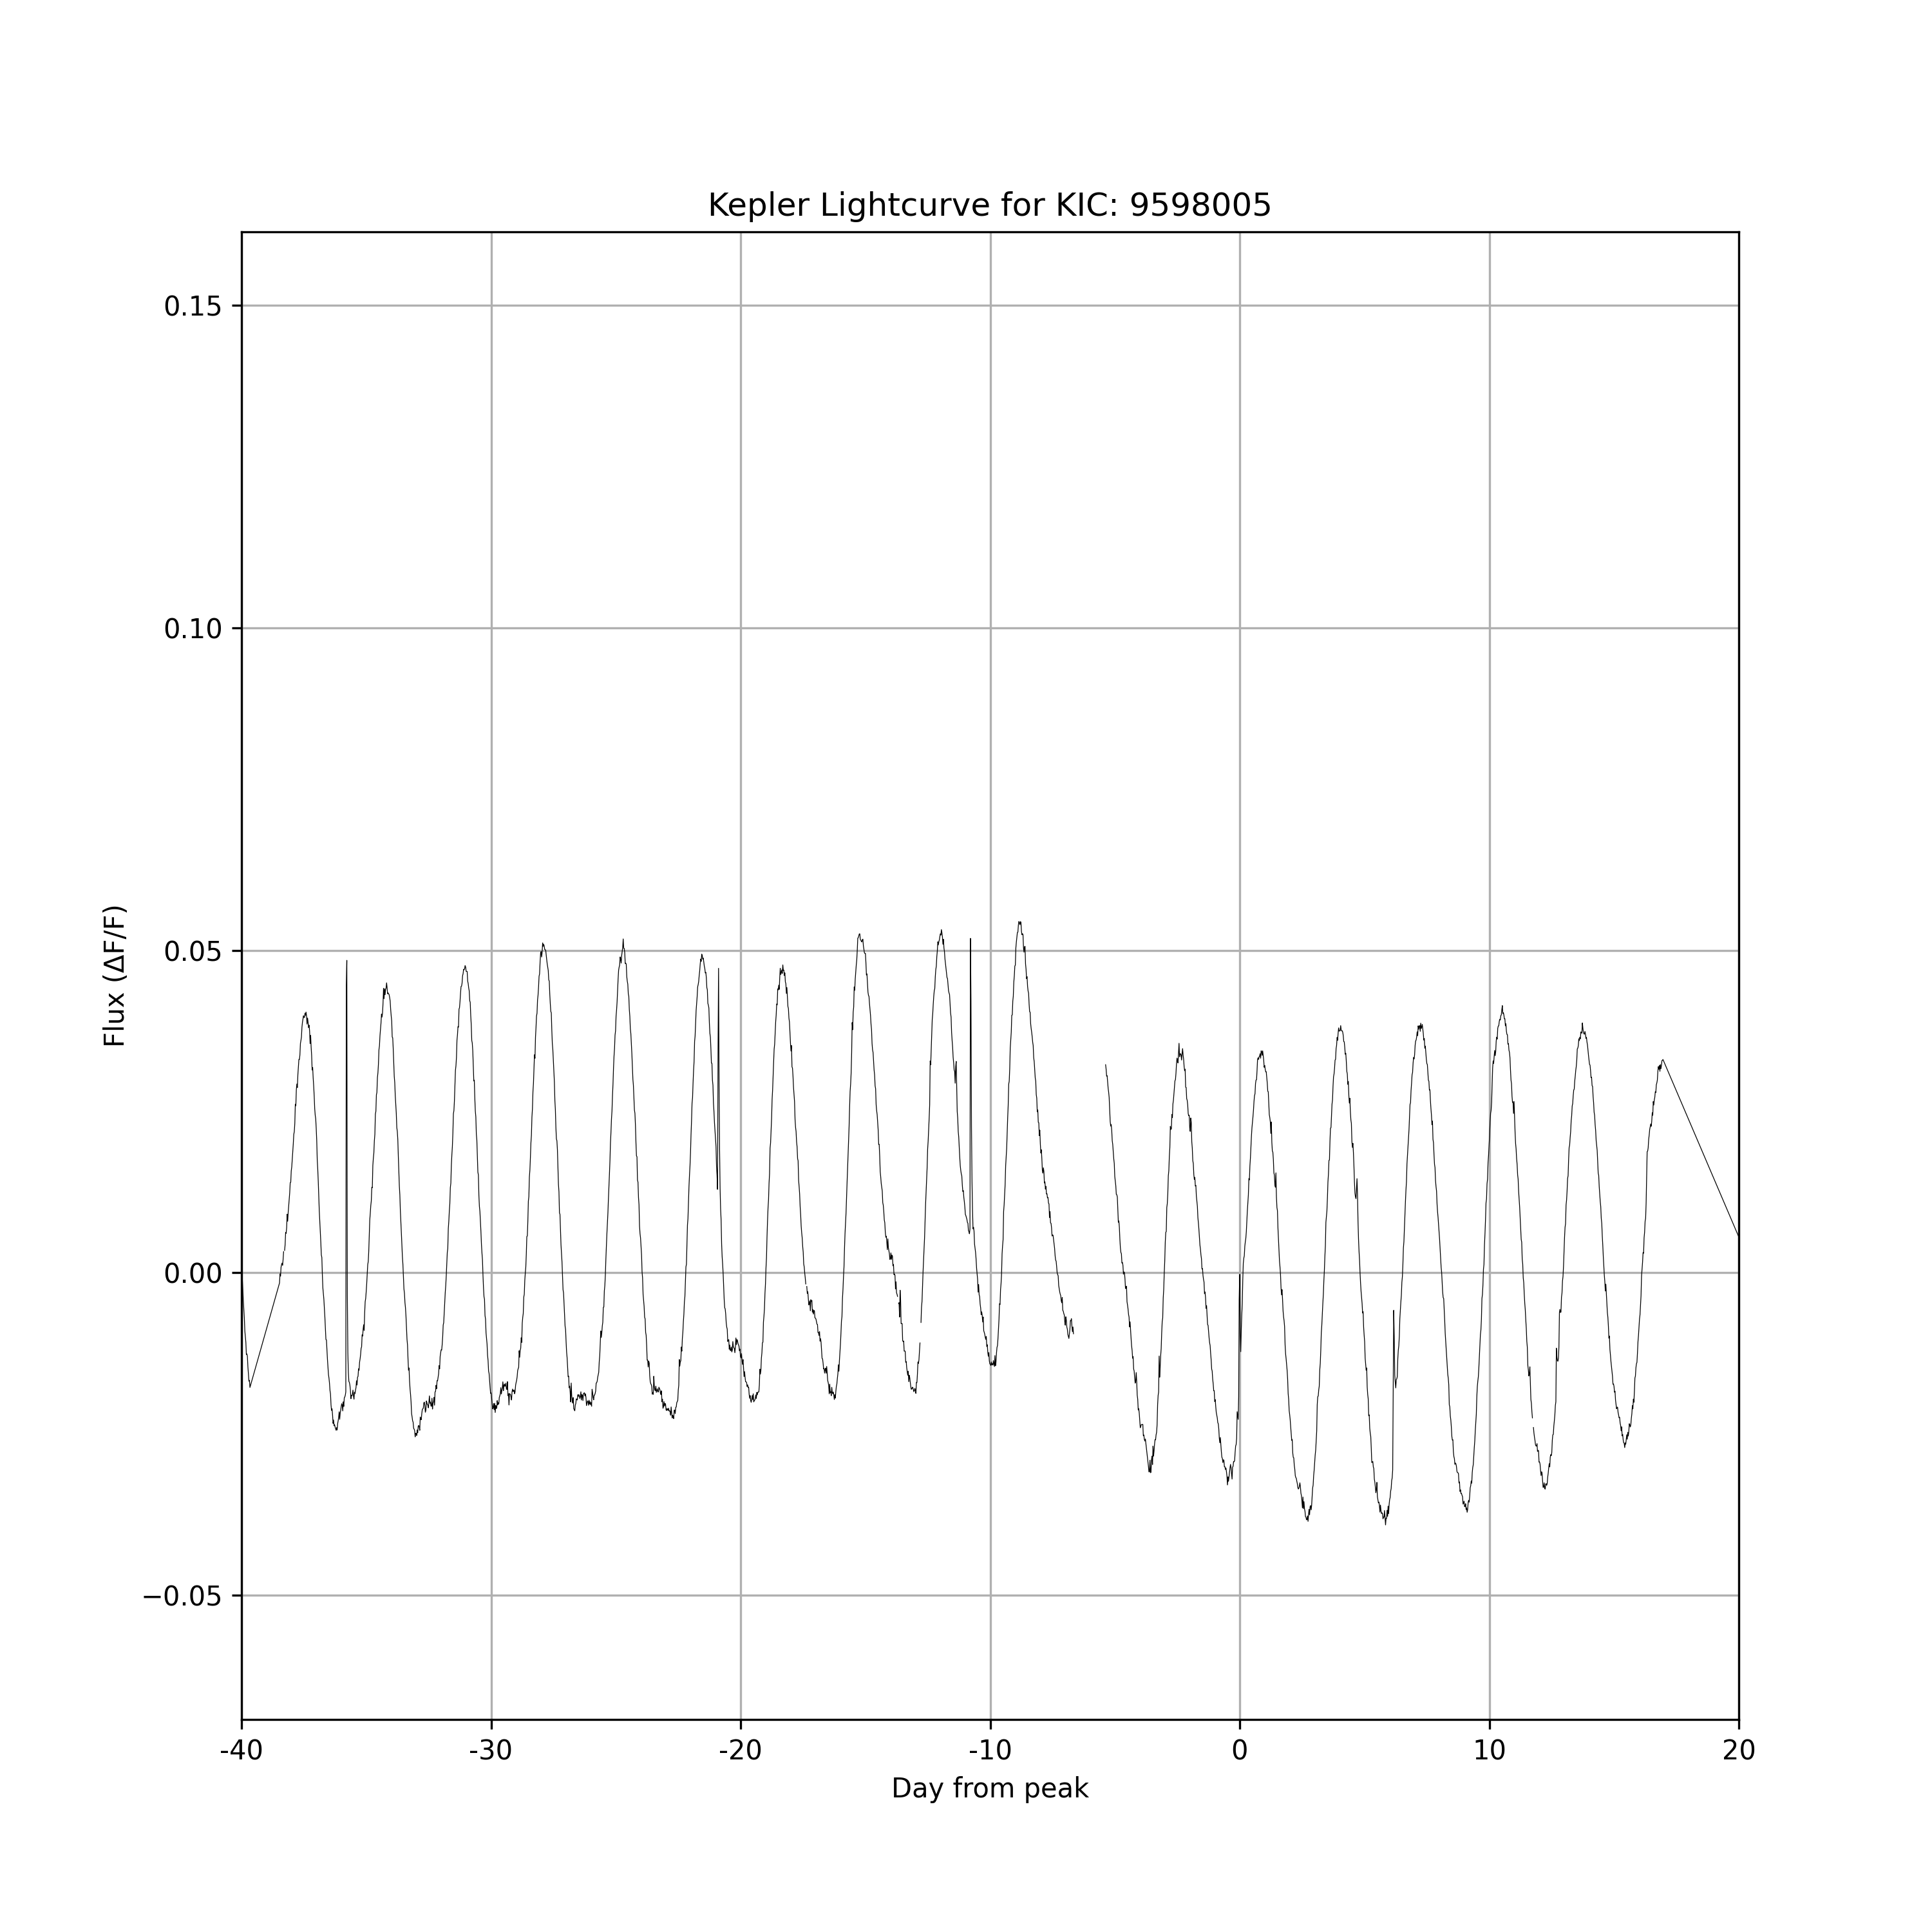 Kepler Lightcurve for KIC: 9598005
Flux (ΔF/F)
0.15
0.10
0.05
0.00
−0.05
-40 -30 -20 -10 0 10 20
Day from peak